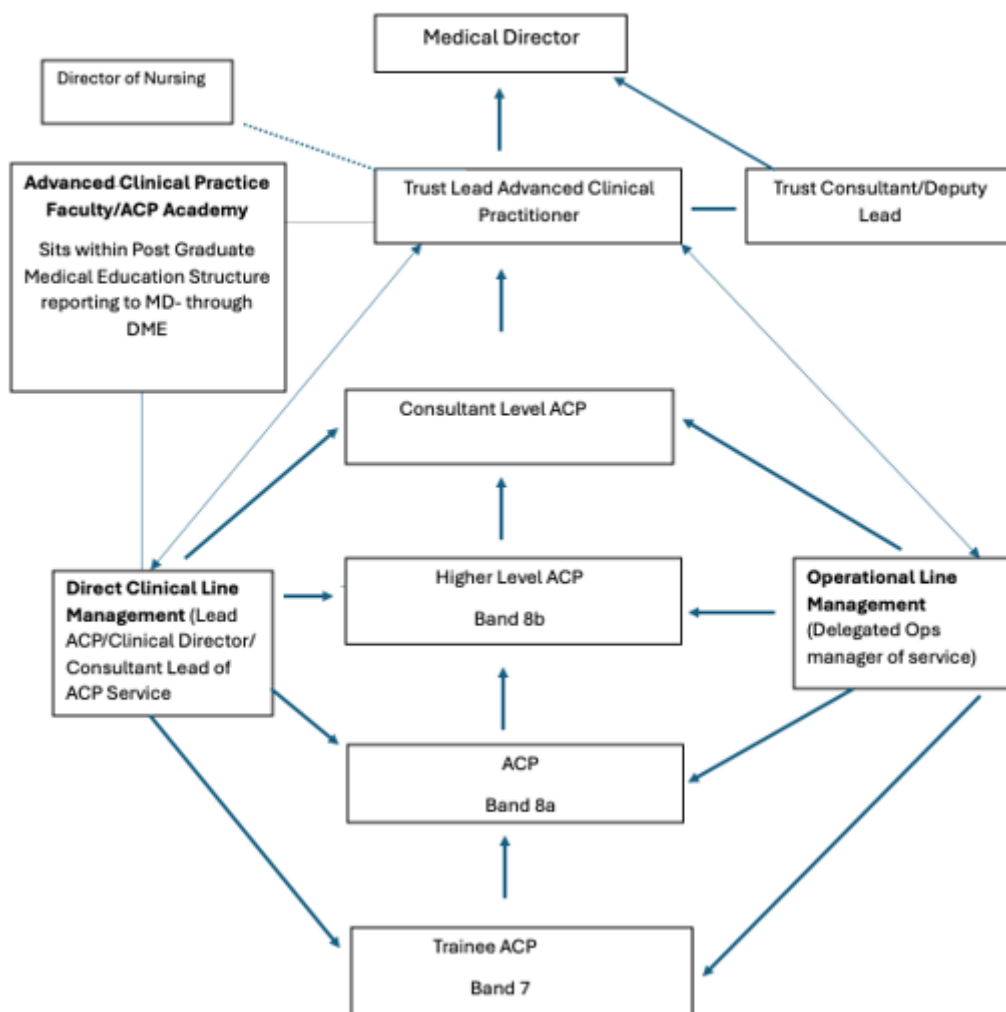 Medical Director
Director of Nursing
Advanced Clinical Practice
Faculty/ACP Academy
Sits within Post Graduate
Medical Education Structure
reporting to MD- through
DME
Trust Lead Advanced Clinical
Practitioner
Trust Consultant/Deputy
Lead
Consultant Level ACP
Direct Clinical Line
Management (Lead
ACP/Clinical Director/
Consultant Lead of
ACP Service
Higher Level ACP
Band 8b
Operational Line
Management
(Delegated Ops
manager of service)
ACP
Band 8a
Trainee ACP
Band 7